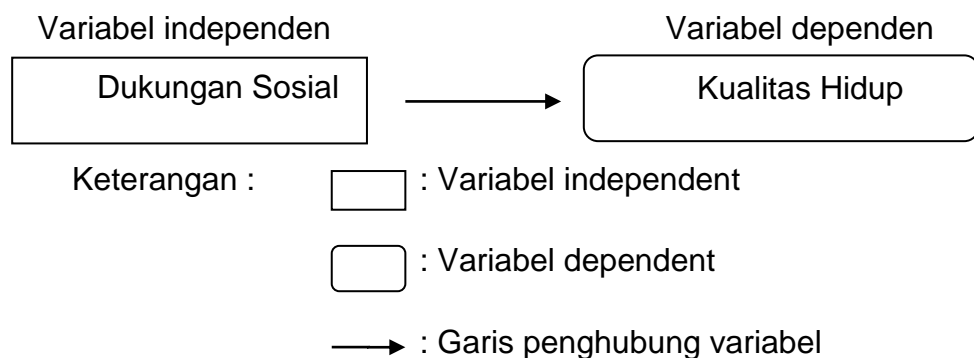 Variabel independen Variabel dependen
Dukungan Sosial Kualitas Hidup
Keterangan : : Variabel independent
: Variabel dependent
: Garis penghubung variabel